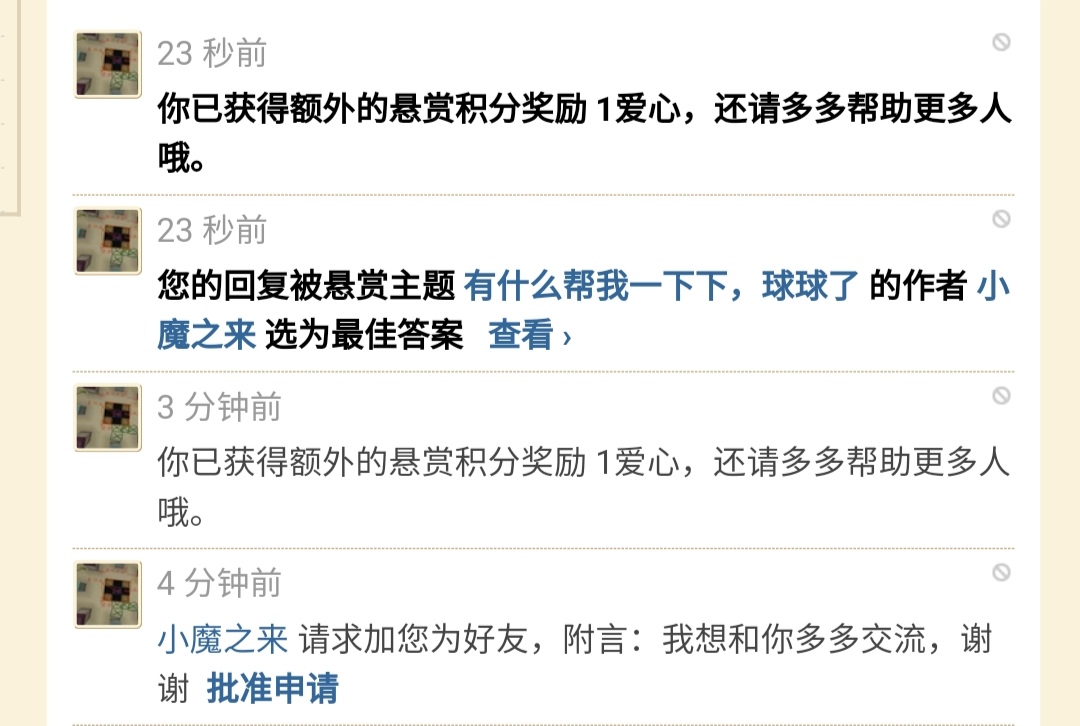 23 秒前
你已获得额外的悬赏积分奖励 1爱心，还请多多帮助更多人
哦。
23 秒前
您的回复被悬赏主题 有什么帮我一下下，球球了 的作者 小
魔之来 选为最佳答案 查看 ›
3 分钟前
你已获得额外的悬赏积分奖励 1爱心，还请多多帮助更多人
哦。
4 分钟前
小魔之来 请求加您为好友，附言：我想和你多多交流，谢
谢 批准申请